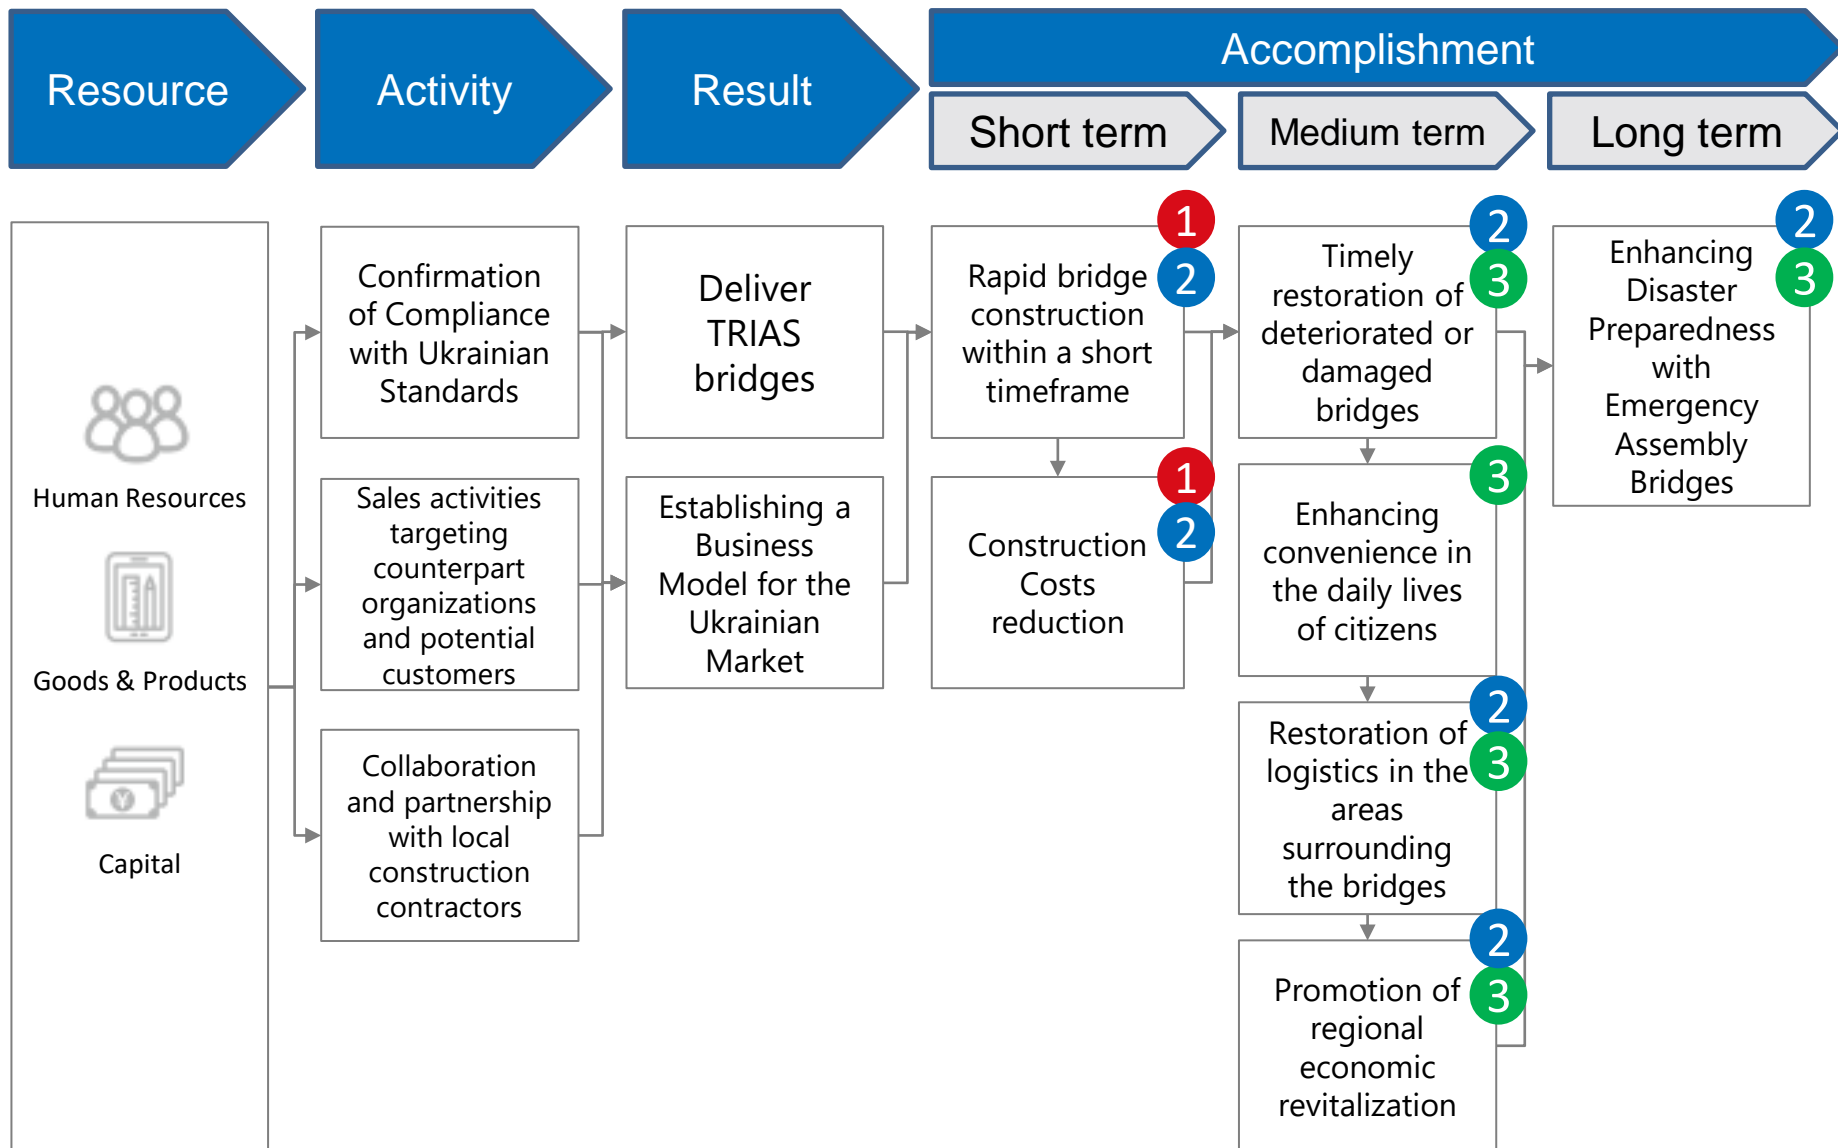 Resource
Activity
Result
Accomplishment
Short term
Medium term
Long term
Human Resources
Goods & Products
¥
Capital
Confirmation
of Compliance
with Ukrainian
Standards
Sales activities
targeting
counterpart
organizations
and potential
customers
Collaboration
and partnership
with local
construction
contractors
Deliver
TRIAS
bridges
Establishing a
Business
Model for the
Ukrainian
Market
1
2
Rapid bridge
construction
within a short
timeframe
1
2
Construction
Costs
reduction
2
3
Timely
restoration of
deteriorated or
damaged
bridges
3
Enhancing
convenience in
the daily lives
of citizens
2
3
Restoration of
logistics in the
areas
surrounding
the bridges
2
3
Promotion of
regional
economic
revitalization
2
3
Enhancing
Disaster
Preparedness
with
Emergency
Assembly
Bridges